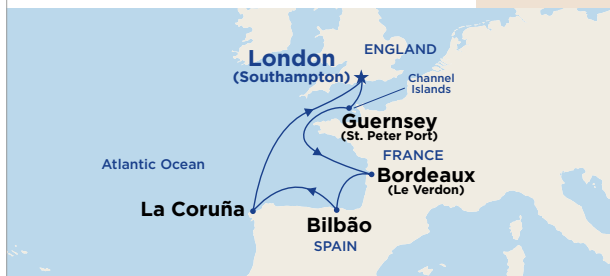 ENGLAND
London
(Southampton)
Channel
Islands
Guernsey
(St. Peter Port)
FRANCE
Atlantic Ocean
Bordeaux
(Le Verdon)
La Coruña
Bilbão
SPAIN